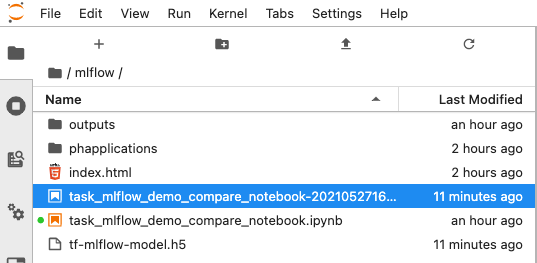 File Edit View Run Kernel Tabs Settings Help
/ mlflow /
Name Last Modified
outputs an hour ago
phapplications 2 hours ago
index.html 2 hours ago
task_mlflow_demo_compare_notebook-2021052716... 11 minutes ago
task_mlflow_demo_compare_notebook.ipynb an hour ago
tf-mlflow-model.h5 11 minutes ago